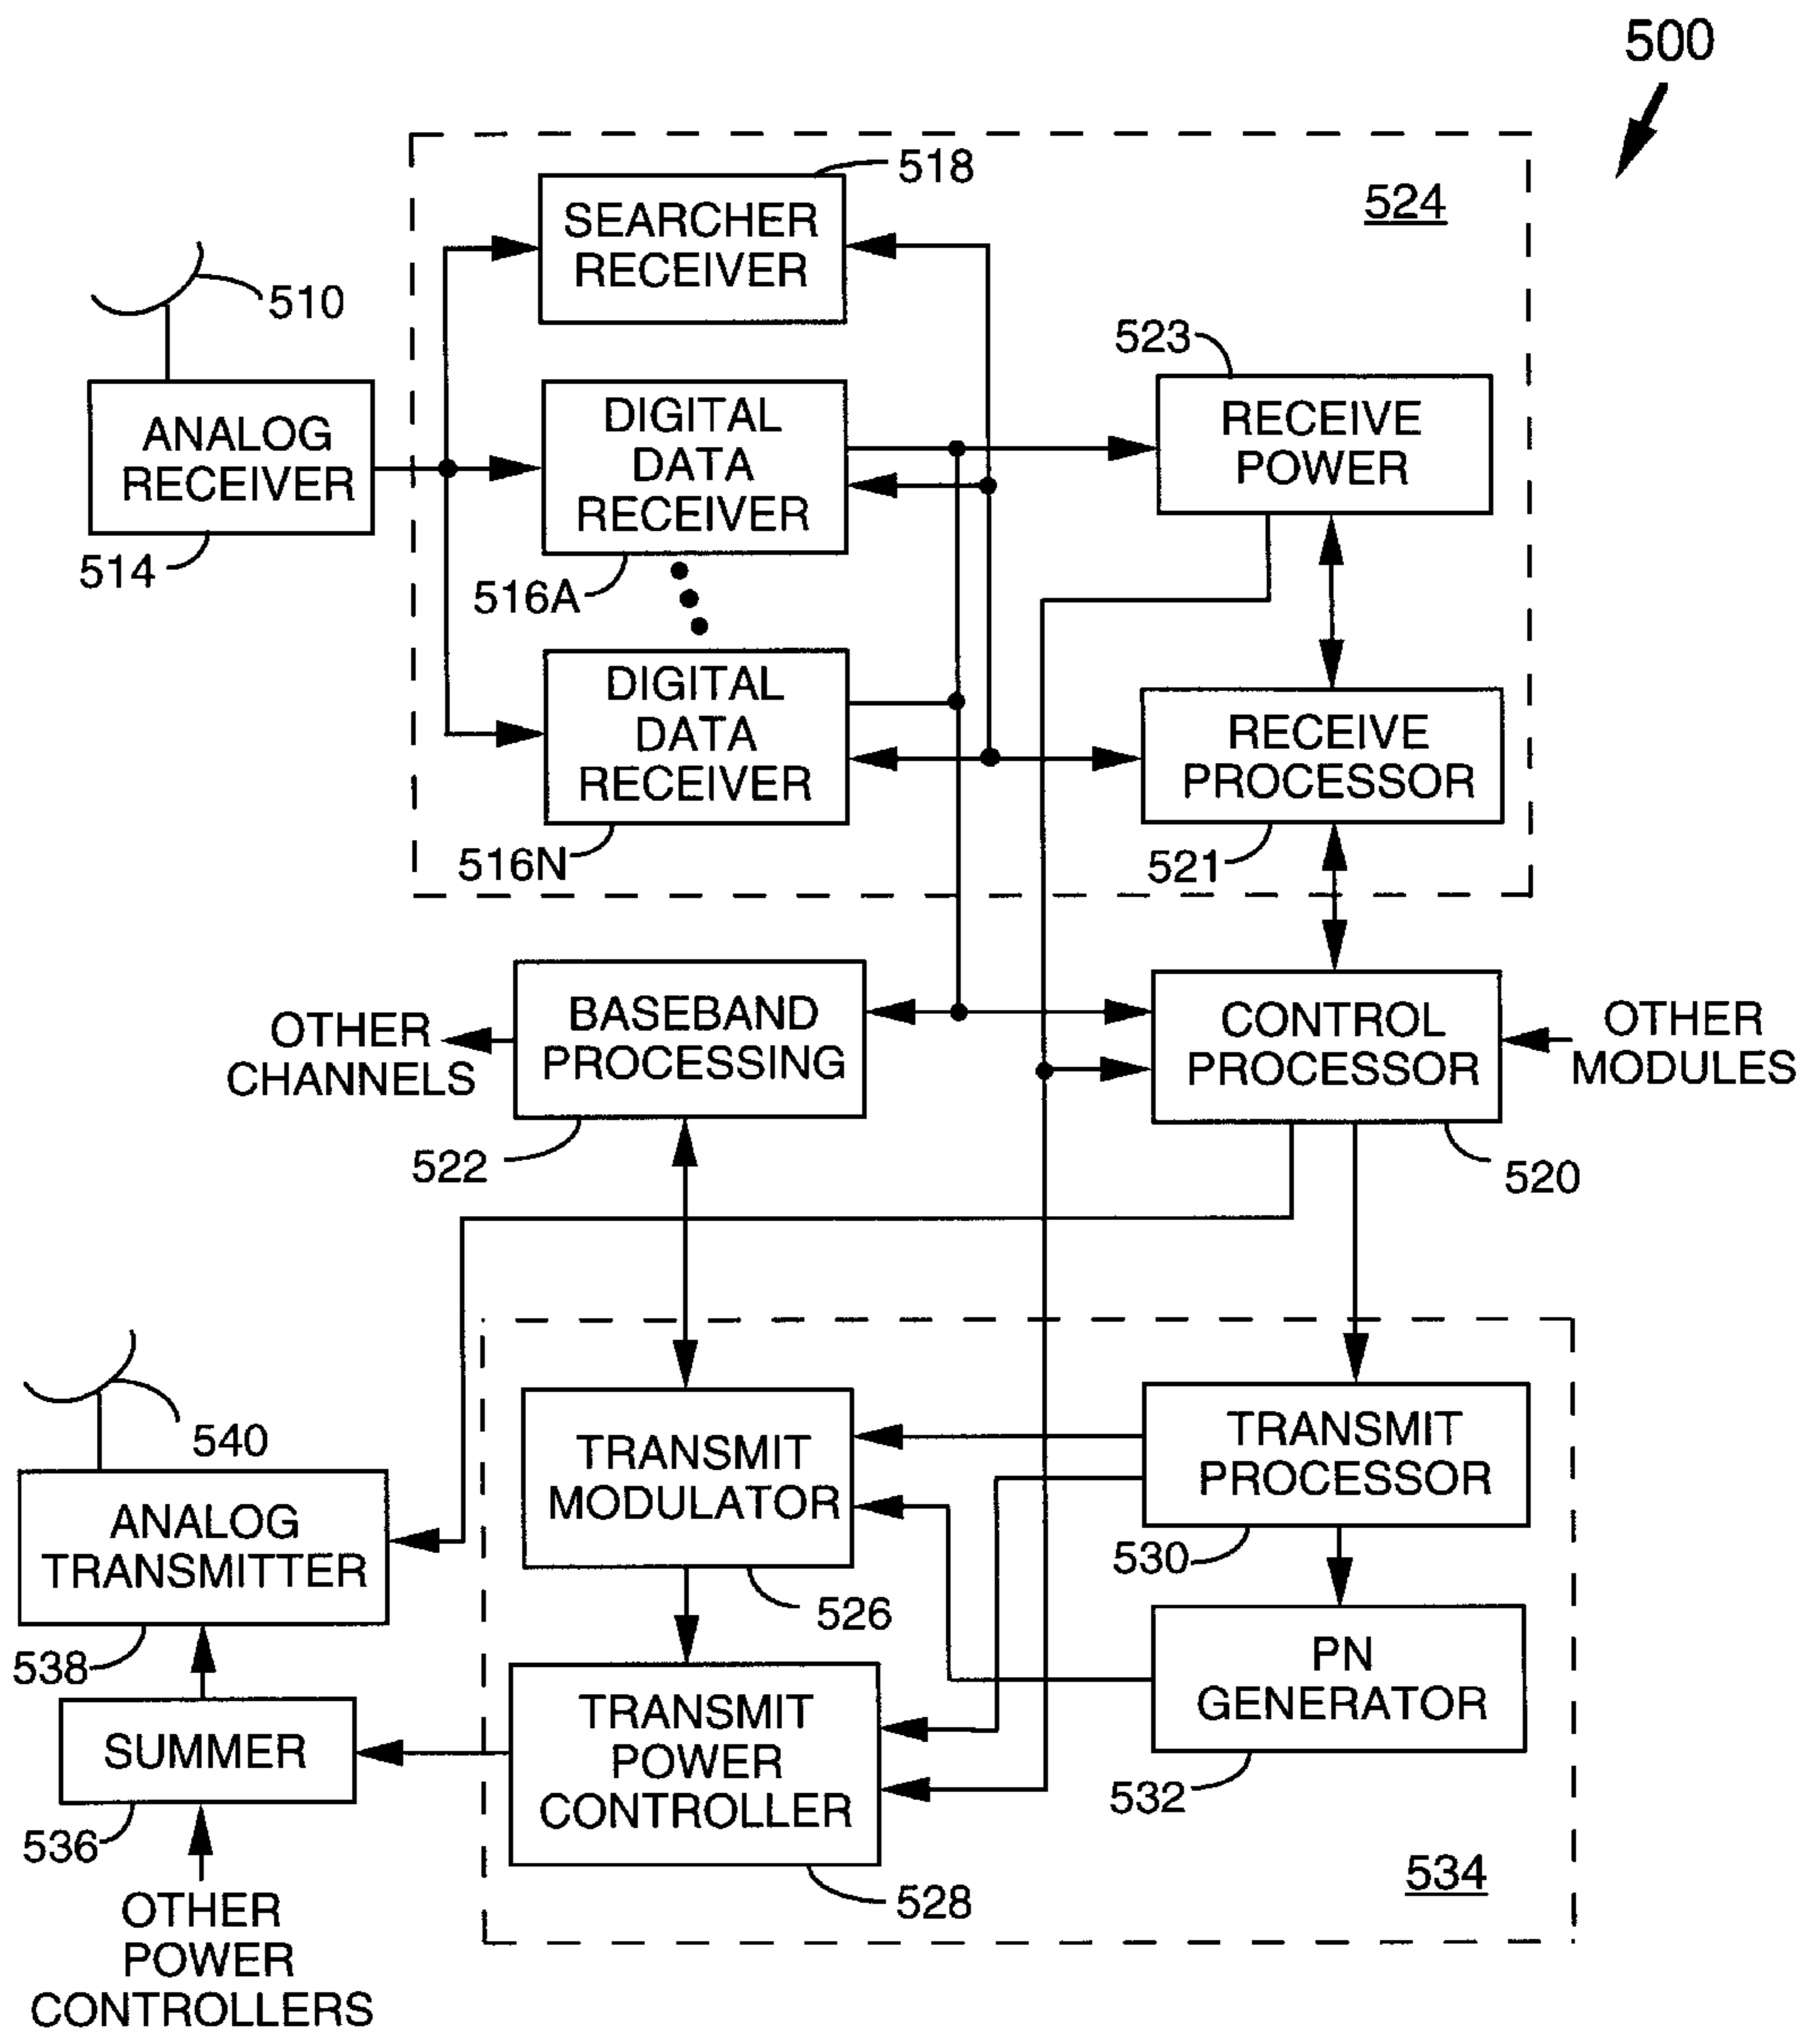 500
518
524
SEARCHER
RECEIVER
510
523
ANALOG
RECEIVER
514
DIGITAL
DATA
RECEIVER
516A
RECEIVE
POWER
DIGITAL
DATA
RECEIVER
516N
RECEIVE
PROCESSOR
521
OTHER
CHANNELS
BASEBAND
PROCESSING
522
CONTROL
PROCESSOR
520
OTHER
MODULES
540
ANALOG
TRANSMITTER
538
TRANSMIT
MODULATOR
526
TRANSMIT
PROCESSOR
530
PN
GENERATOR
532
SUMMER
536
TRANSMIT
POWER
CONTROLLER
528
534
OTHER
POWER
CONTROLLERS